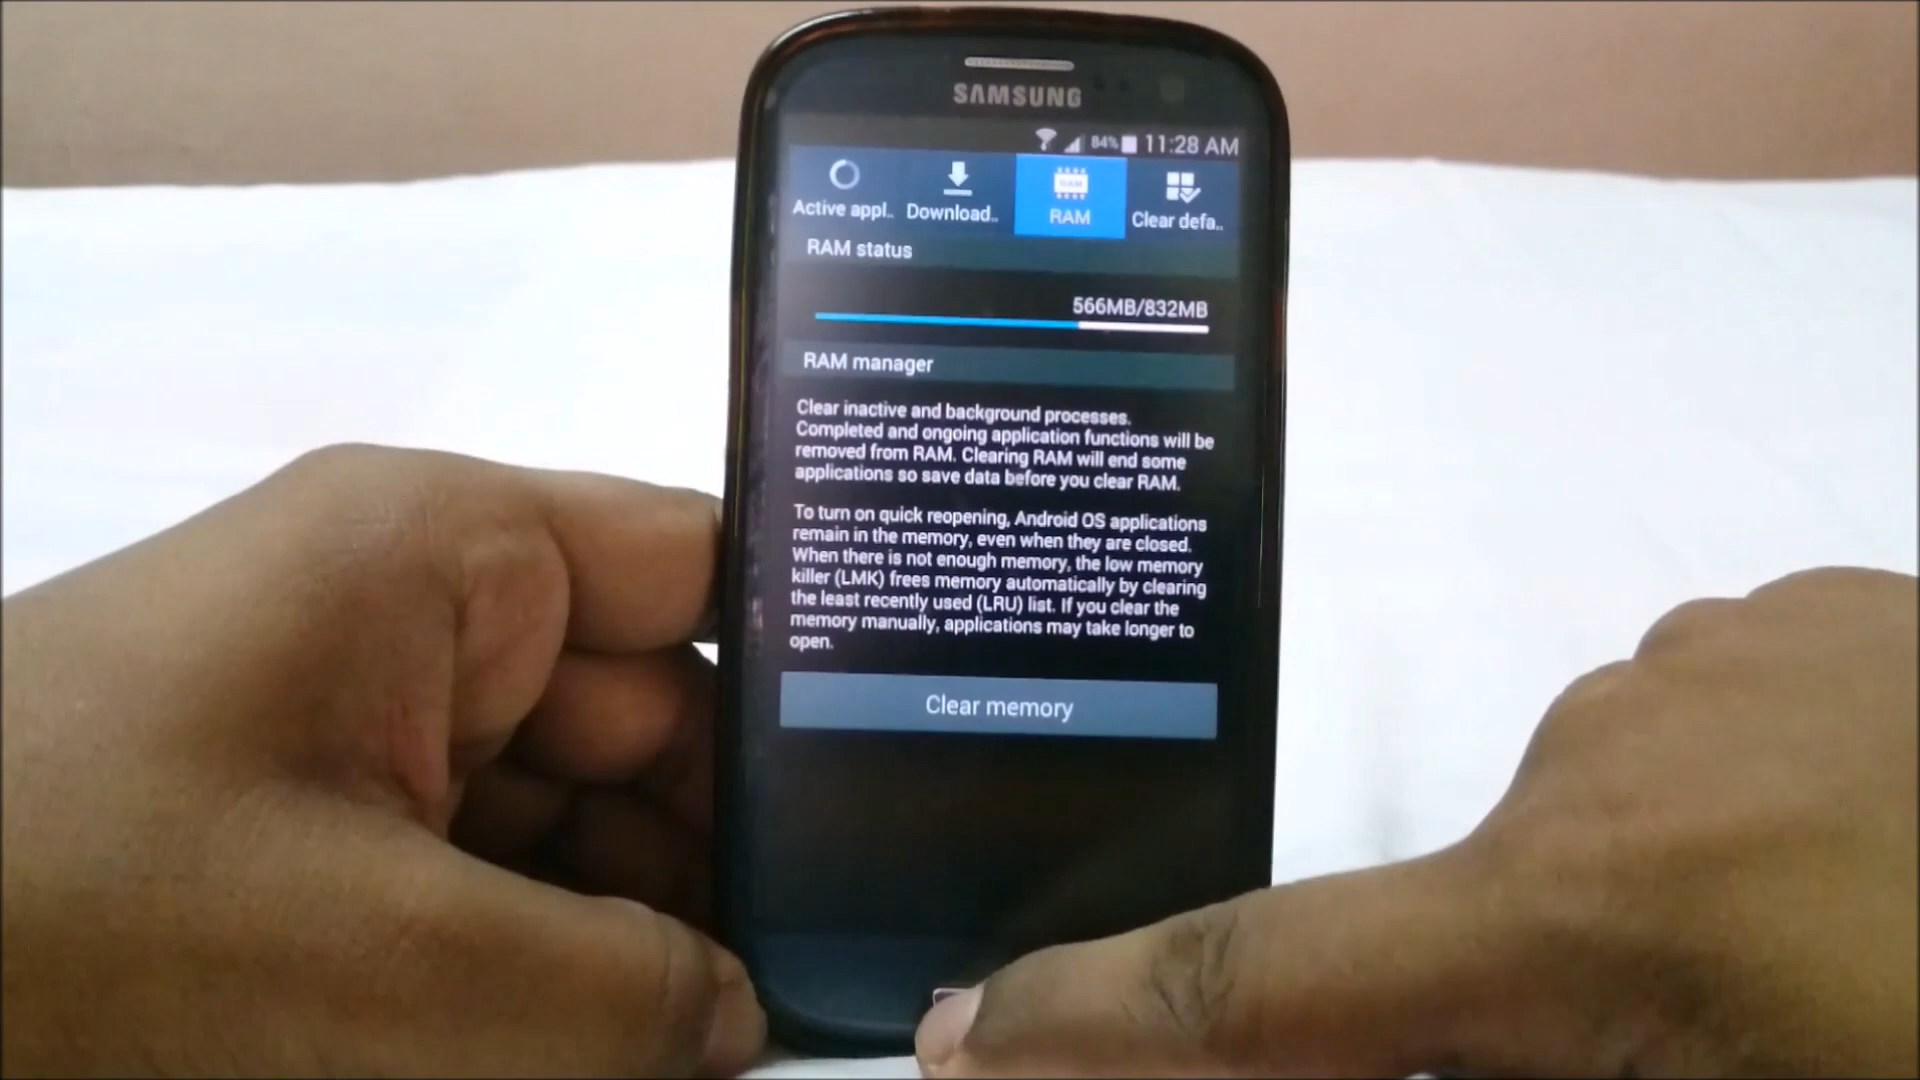 SAMSUNG
84% 11:28 AM
Active appl..
Download..
RAM
RAM
Clear defa..
RAM status
566MB/832MB
RAM manager
Clear inactive and background processes.
Completed and ongoing application functions will be
removed from RAM. Clearing RAM will end some
applications so save data before you clear RAM.
To turn on quick reopening, Android OS applications
remain in the memory, even when they are closed.
When there is not enough memory, the low memory
killer (LMK) frees memory automatically by clearing
the least recently used (LRU) list. If you clear the
memory manually, applications may take longer to
open.
Clear memory